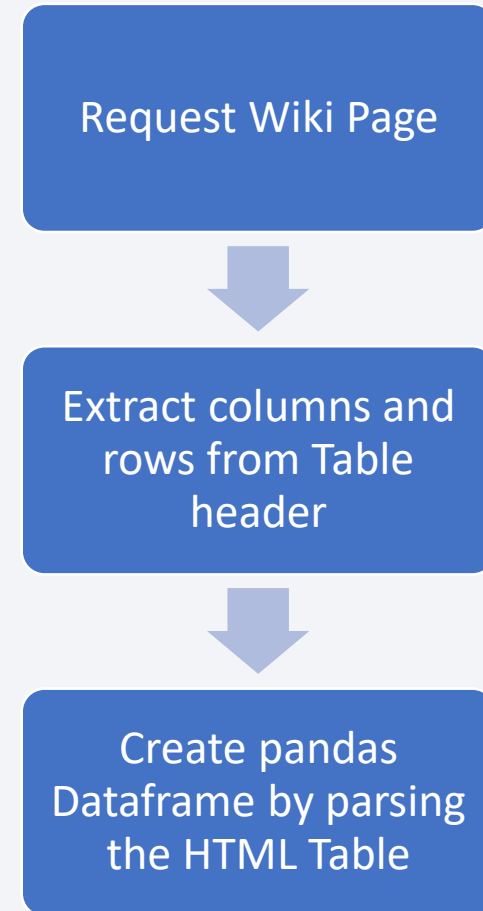 Request Wiki Page
Extract columns and
rows from Table
header
Create pandas
Dataframe by parsing
the HTML Table